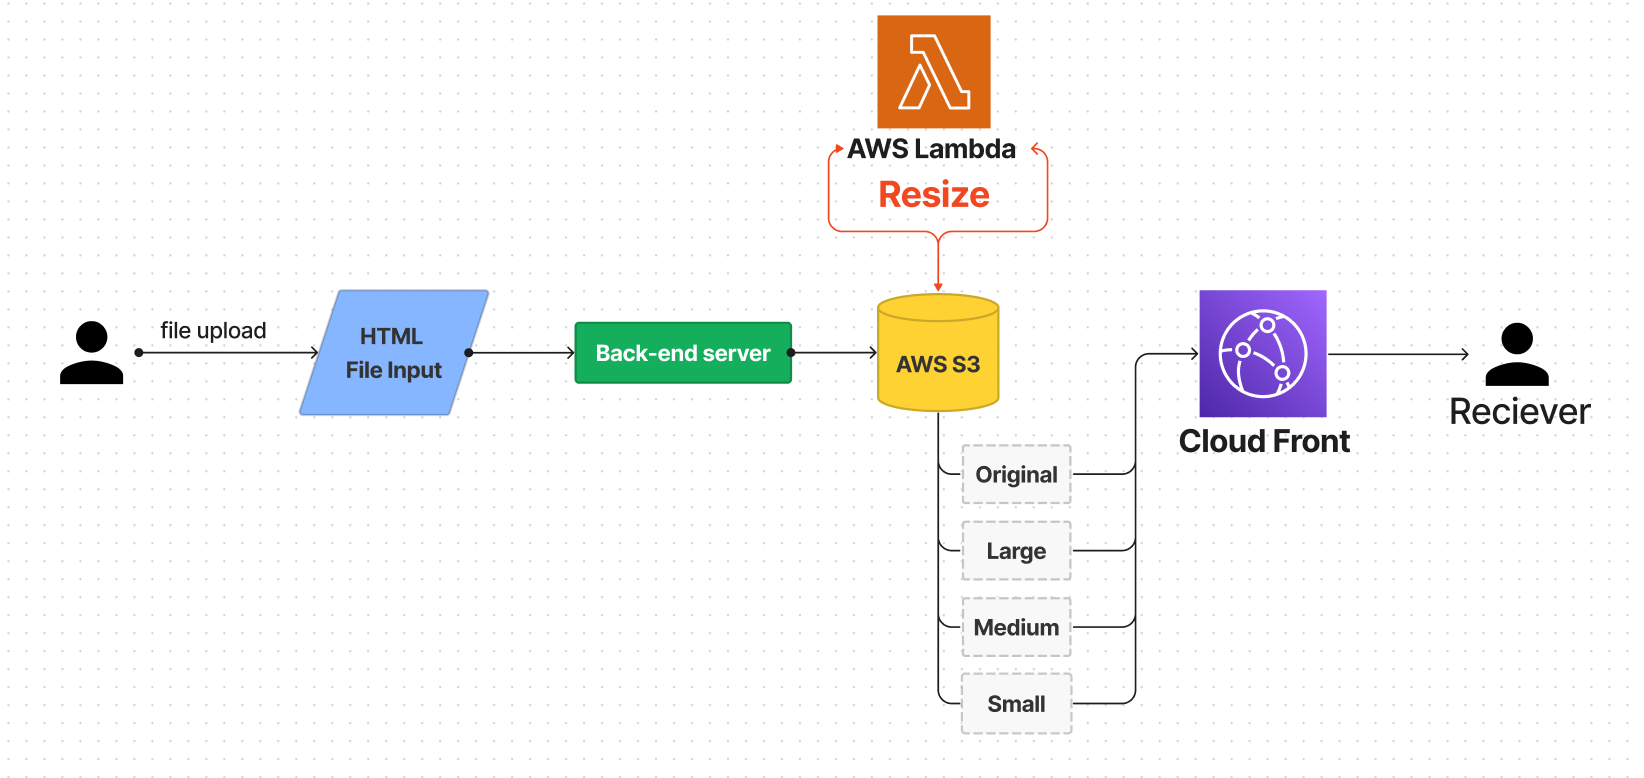 AWS Lambda
Resize
file upload
HTML
File Input
Back-end server
AWS S3
Cloud Front
Reciever
Original
Large
Medium
Small